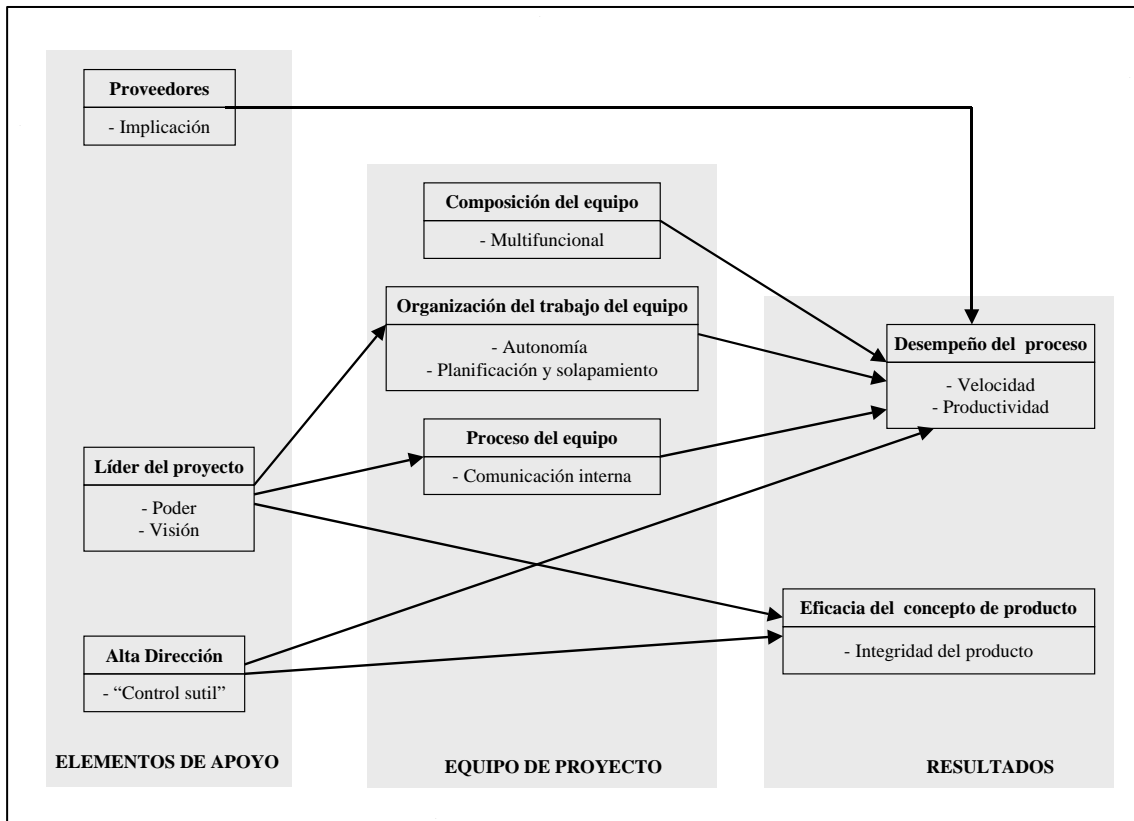 Proveedores
- Implicación
Líder del proyecto
- Poder
- Visión
Alta Dirección
- “Control sutil”
ELEMENTOS DE APOYO
Composición del equipo
- Multifuncional
Organización del trabajo del equipo
- Autonomía
- Planificación y solapamiento
Proceso del equipo
- Comunicación interna
EQUIPO DE PROYECTO
Desempeño del proceso
- Velocidad
- Productividad
Eficacia del concepto de producto
- Integridad del producto
RESULTADOS